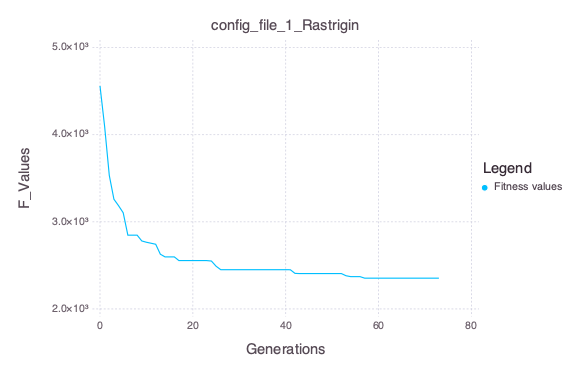 config_file_1_Rastrigin
5.0×10³
4.0×10³
3.0×10³
2.0×10³
F_Values
0
20
40
60
80
Generations
Legend
Fitness values